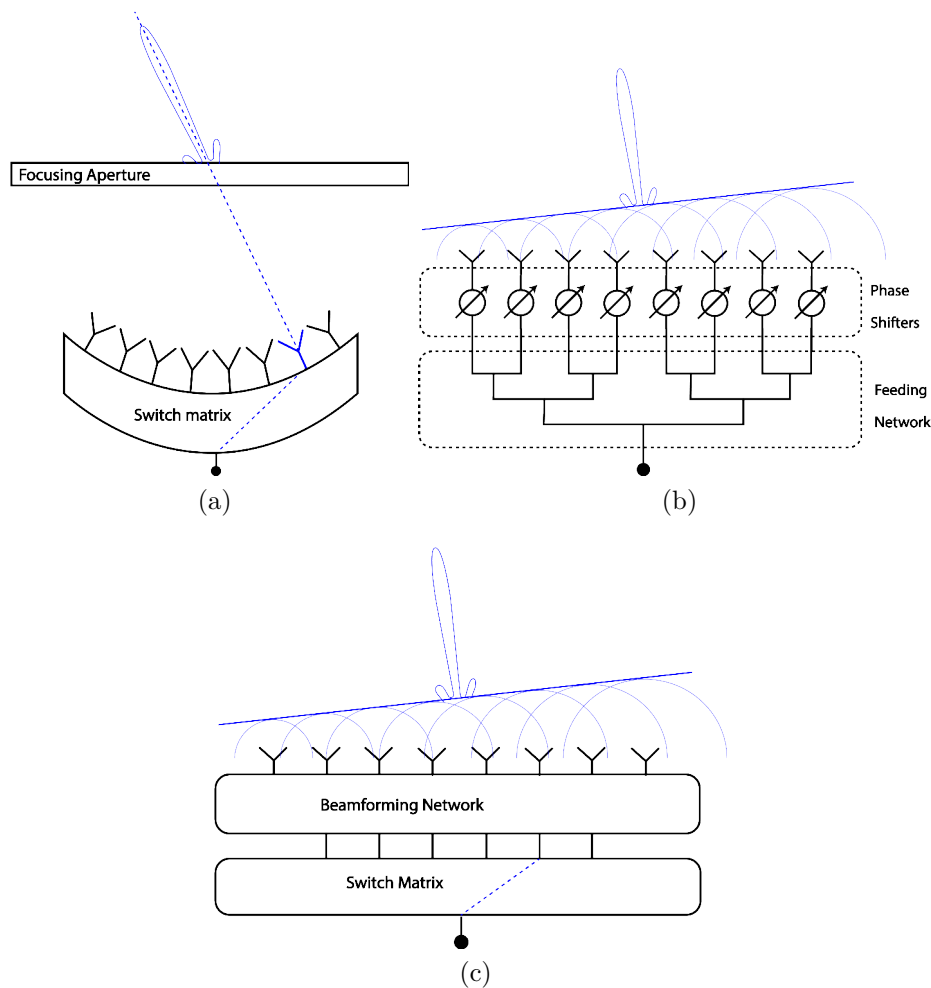 Focusing Aperture
Switch matrix
(a)
Phase
Shifters
Feeding
Network
(b)
Beamforming Network
Switch Matrix
(c)